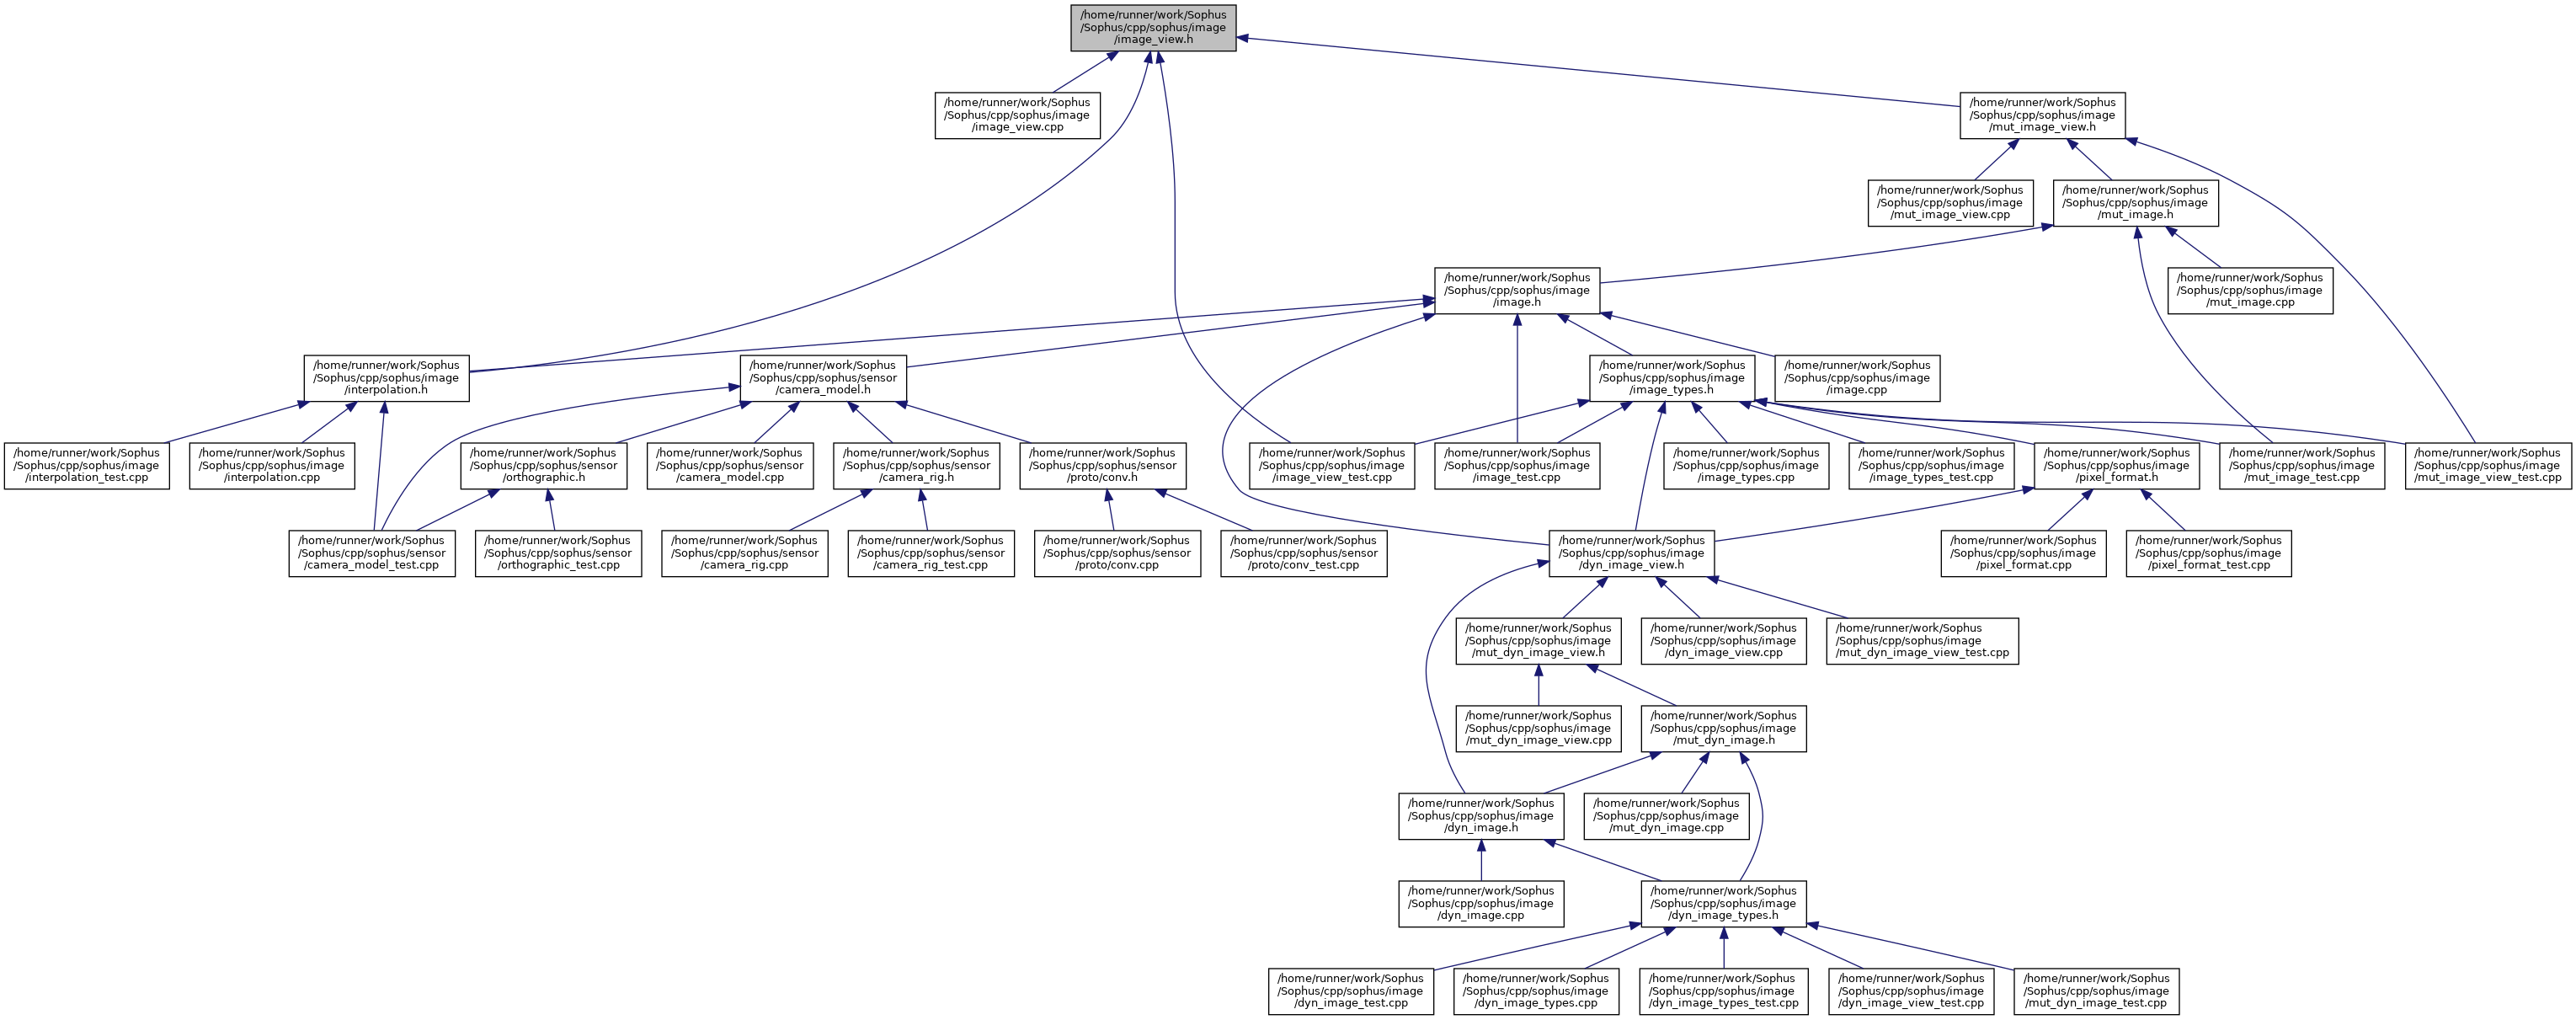 /home/runner/work/Sophus
/Sophus/cpp/sophus/image
/image_view.h
/home/runner/work/Sophus
/Sophus/cpp/sophus/image
/image_view.cpp
/home/runner/work/Sophus
/Sophus/cpp/sophus/image
/mut_image_view.h
/home/runner/work/Sophus
/Sophus/cpp/sophus/image
/mut_image_view.cpp
/home/runner/work/Sophus
/Sophus/cpp/sophus/image
/mut_image.h
/home/runner/work/Sophus
/Sophus/cpp/sophus/image
/image.h
/home/runner/work/Sophus
/Sophus/cpp/sophus/image
/mut_image.cpp
/home/runner/work/Sophus
/Sophus/cpp/sophus/image
/interpolation.h
/home/runner/work/Sophus
/Sophus/cpp/sophus/sensor
/camera_model.h
/home/runner/work/Sophus
/Sophus/cpp/sophus/image
/image_types.h
/home/runner/work/Sophus
/Sophus/cpp/sophus/image
/image.cpp
/home/runner/work/Sophus
/Sophus/cpp/sophus/image
/interpolation_test.cpp
/home/runner/work/Sophus
/Sophus/cpp/sophus/image
/interpolation.cpp
/home/runner/work/Sophus
/Sophus/cpp/sophus/sensor
/orthographic.h
/home/runner/work/Sophus
/Sophus/cpp/sophus/sensor
/camera_model.cpp
/home/runner/work/Sophus
/Sophus/cpp/sophus/sensor
/camera_rig.h
/home/runner/work/Sophus
/Sophus/cpp/sophus/sensor
/proto/conv.h
/home/runner/work/Sophus
/Sophus/cpp/sophus/image
/image_view_test.cpp
/home/runner/work/Sophus
/Sophus/cpp/sophus/image
/image_test.cpp
/home/runner/work/Sophus
/Sophus/cpp/sophus/image
/image_types.cpp
/home/runner/work/Sophus
/Sophus/cpp/sophus/image
/image_types_test.cpp
/home/runner/work/Sophus
/Sophus/cpp/sophus/image
/pixel_format.h
/home/runner/work/Sophus
/Sophus/cpp/sophus/image
/mut_image_test.cpp
/home/runner/work/Sophus
/Sophus/cpp/sophus/image
/mut_image_view_test.cpp
/home/runner/work/Sophus
/Sophus/cpp/sophus/sensor
/camera_model_test.cpp
/home/runner/work/Sophus
/Sophus/cpp/sophus/sensor
/orthographic_test.cpp
/home/runner/work/Sophus
/Sophus/cpp/sophus/sensor
/camera_rig.cpp
/home/runner/work/Sophus
/Sophus/cpp/sophus/sensor
/camera_rig_test.cpp
/home/runner/work/Sophus
/Sophus/cpp/sophus/sensor
/proto/conv.cpp
/home/runner/work/Sophus
/Sophus/cpp/sophus/sensor
/proto/conv_test.cpp
/home/runner/work/Sophus
/Sophus/cpp/sophus/image
/dyn_image_view.h
/home/runner/work/Sophus
/Sophus/cpp/sophus/image
/pixel_format.cpp
/home/runner/work/Sophus
/Sophus/cpp/sophus/image
/pixel_format_test.cpp
/home/runner/work/Sophus
/Sophus/cpp/sophus/image
/mut_dyn_image_view.h
/home/runner/work/Sophus
/Sophus/cpp/sophus/image
/dyn_image_view.cpp
/home/runner/work/Sophus
/Sophus/cpp/sophus/image
/mut_dyn_image_view_test.cpp
/home/runner/work/Sophus
/Sophus/cpp/sophus/image
/mut_dyn_image_view.cpp
/home/runner/work/Sophus
/Sophus/cpp/sophus/image
/mut_dyn_image.h
/home/runner/work/Sophus
/Sophus/cpp/sophus/image
/dyn_image.h
/home/runner/work/Sophus
/Sophus/cpp/sophus/image
/mut_dyn_image.cpp
/home/runner/work/Sophus
/Sophus/cpp/sophus/image
/dyn_image.cpp
/home/runner/work/Sophus
/Sophus/cpp/sophus/image
/dyn_image_types.h
/home/runner/work/Sophus
/Sophus/cpp/sophus/image
/dyn_image_test.cpp
/home/runner/work/Sophus
/Sophus/cpp/sophus/image
/dyn_image_types.cpp
/home/runner/work/Sophus
/Sophus/cpp/sophus/image
/dyn_image_types_test.cpp
/home/runner/work/Sophus
/Sophus/cpp/sophus/image
/dyn_image_view_test.cpp
/home/runner/work/Sophus
/Sophus/cpp/sophus/image
/mut_dyn_image_test.cpp